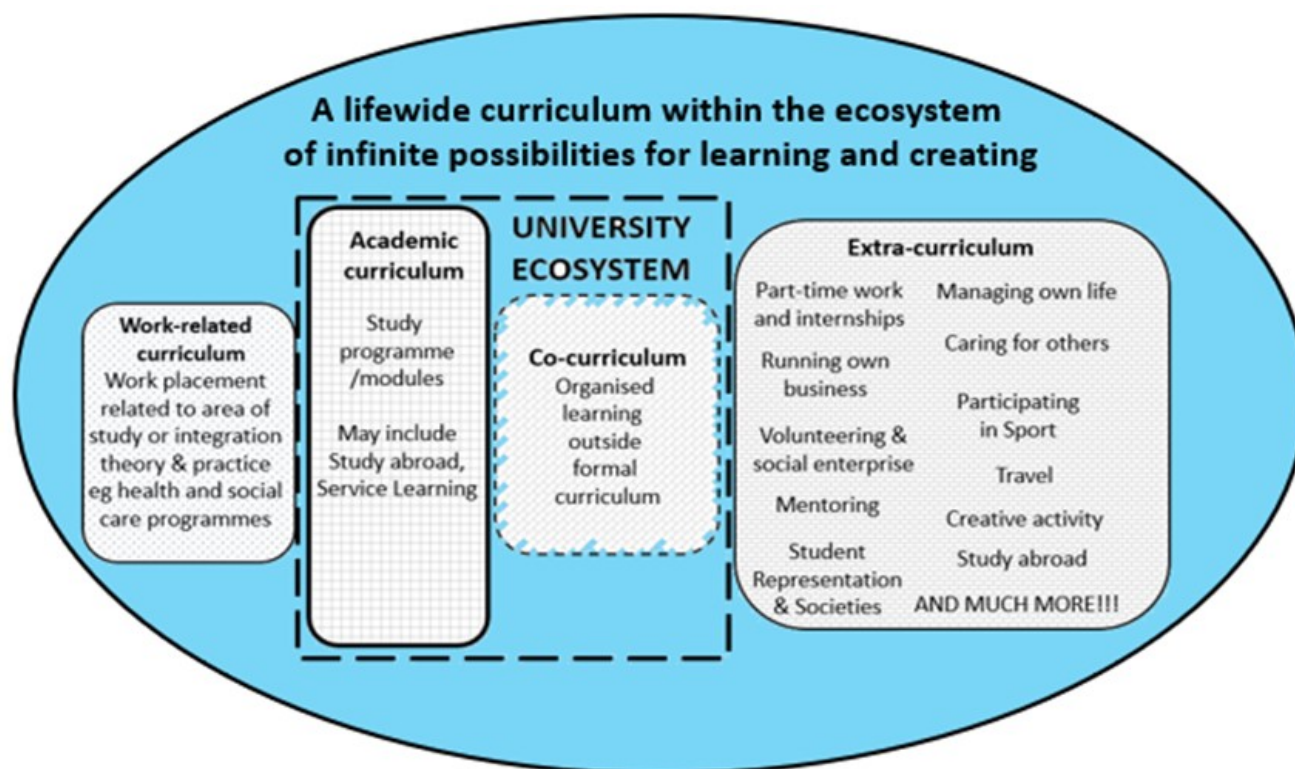 A lifewide curriculum within the ecosystem
of infinite possibilities for learning and creating
Work-related
curriculum
Work placement
related to area of
study or integration
theory & practice
eg health and social
care programmes
Academic
curriculum
Study
programme
/modules
May include
Study abroad,
Service Learning
UNIVERSITY
ECOSYSTEM
Co-curriculum
Organised
learning
outside
formal
curriculum
Extra-curriculum
Part-time work
and internships
Running own
business
Volunteering &
social enterprise
Mentoring
Student
Representation
& Societies
Managing own life
Caring for others
Participating
in Sport
Travel
Creative activity
Study abroad
AND MUCH MORE!!!